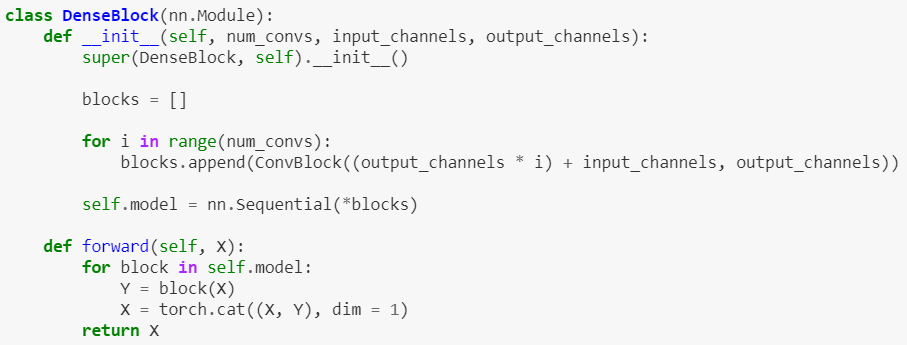 class DenseBlock(nn.Module):
    def __init__(self, num_convs, input_channels, output_channels):
        super(DenseBlock, self).__init__()
        blocks = []
        for i in range(num_convs):
            blocks.append(ConvBlock((output_channels * i) + input_channels, output_channels))
        self.model = nn.Sequential(*blocks)
    def forward(self, X):
        for block in self.model:
            Y = block(X)
            X = torch.cat((X, Y), dim = 1)
        return X